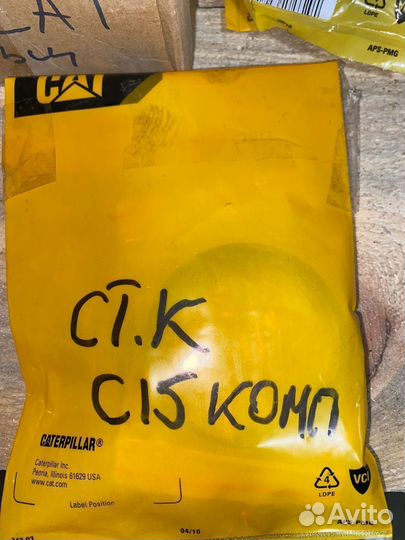 APS-PMG
CAT
СТ.К
С15 КОМП
CATERPILLAR®
Caterpillar Inc.
Peoria, Illinois 61629 USA
www.cat.com
Label Position
4
LDPE
VCI
04/10
Avito